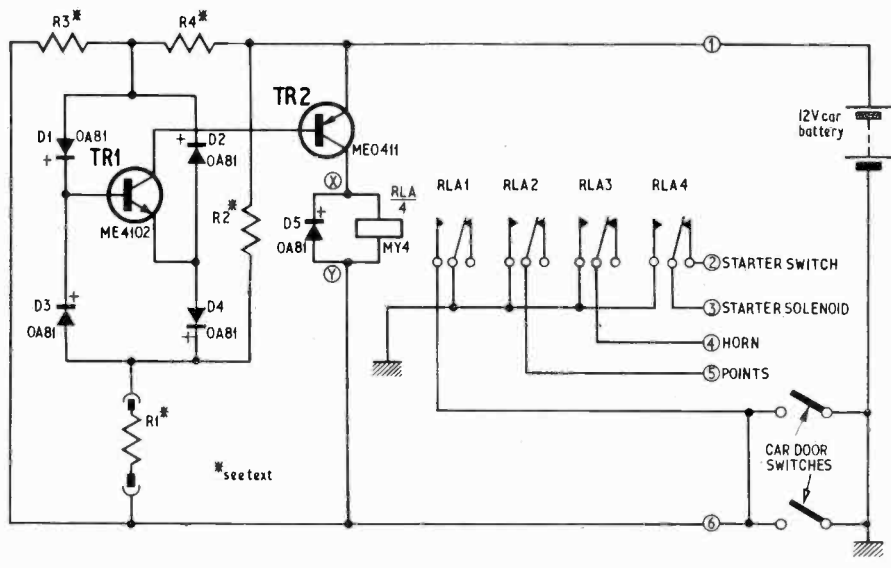 R3*
R4*
①
12V car
battery
D1
OA81
+
TR1
ME4102
+
D2
OA81
TR2
ME0411
R2*
X
RLA
4
D5
+
OA81
MY4
Y
RLA1
RLA2
RLA3
RLA4
② STARTER SWITCH
③ STARTER SOLENOID
④ HORN
⑤ POINTS
D3
+
OA81
D4
OA81
+
R1*
*see text
CAR DOOR
SWITCHES
⑥